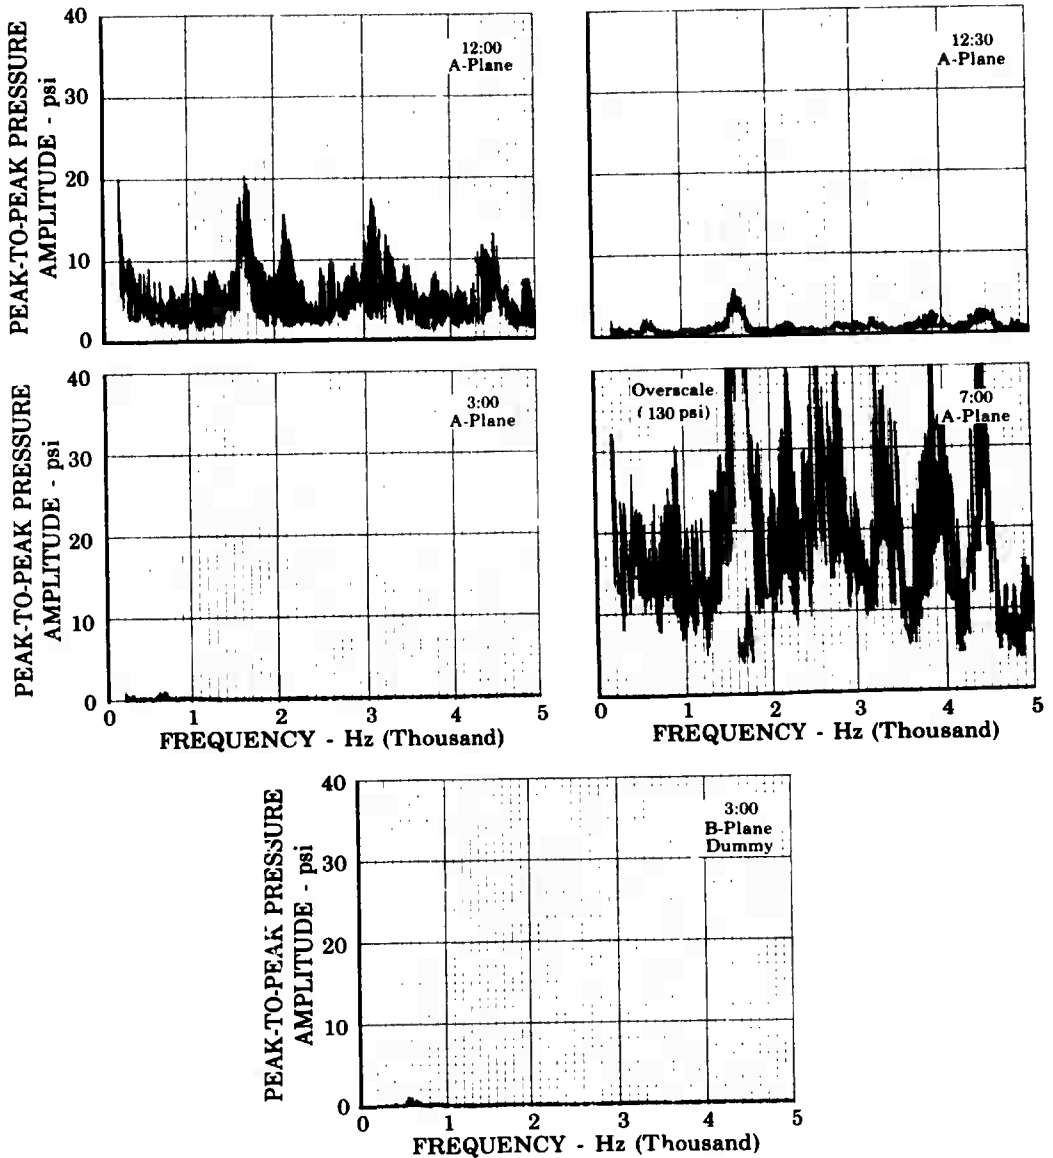 PEAK-TO-PEAK PRESSURE
AMPLITUDE - psi
40
30
20
10
0
12:00
A-Plane
12:30
A-Plane
PEAK-TO-PEAK PRESSURE
AMPLITUDE - psi
40
30
20
10
0
3:00
A-Plane
0 1 2 3 4 5
FREQUENCY - Hz (Thousand)
Overscale
(130 psi)
7:00
A-Plane
0 1 2 3 4 5
FREQUENCY - Hz (Thousand)
PEAK-TO-PEAK PRESSURE
AMPLITUDE - psi
40
30
20
10
0
3:00
B-Plane
Dummy
0 1 2 3 4 5
FREQUENCY - Hz (Thousand)